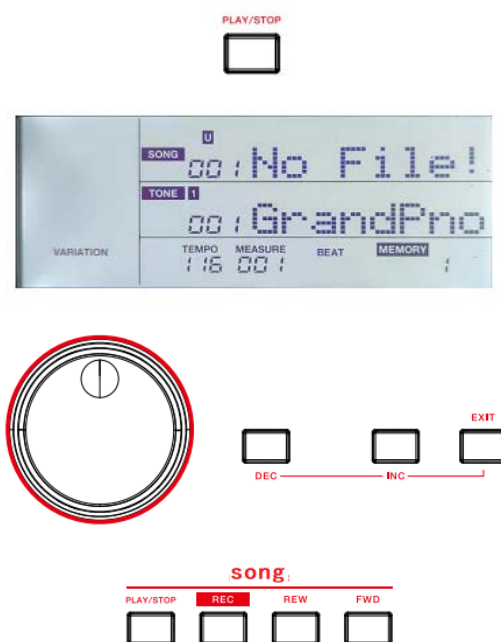 PLAY/STOP
U
SONG 001 No File!
TONE 1
001 GrandPno
VARIATION TEMPO MEASURE BEAT MEMORY
116 001 1
EXIT
DEC INC
song
PLAY/STOP REC REW FWD